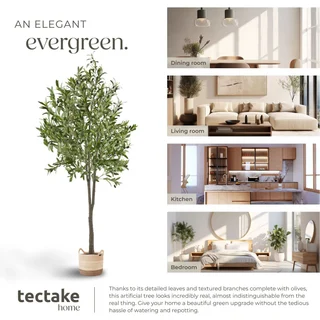 AN ELEGANT
evergreen.
Dining room
Living room
Kitchen
Bedroom
tectake
home
Thanks to its detailed leaves and textured branches complete with olives,
this artificial tree looks incredibly real, almost indistinguishable from the
real thing. Give your home a beautiful green upgrade without the tedious
hassle of watering and repotting.